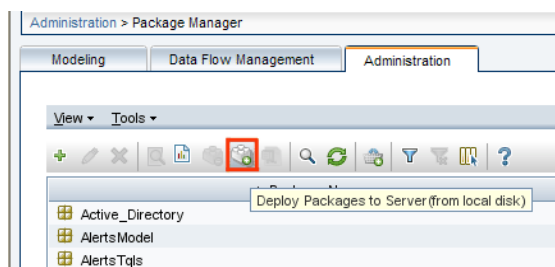 Administration > Package Manager
Modeling
Data Flow Management
Administration
View
Tools
?
Deploy Packages to Server(from local disk)
Active_Directory
AlertsModel
AlertsTqls